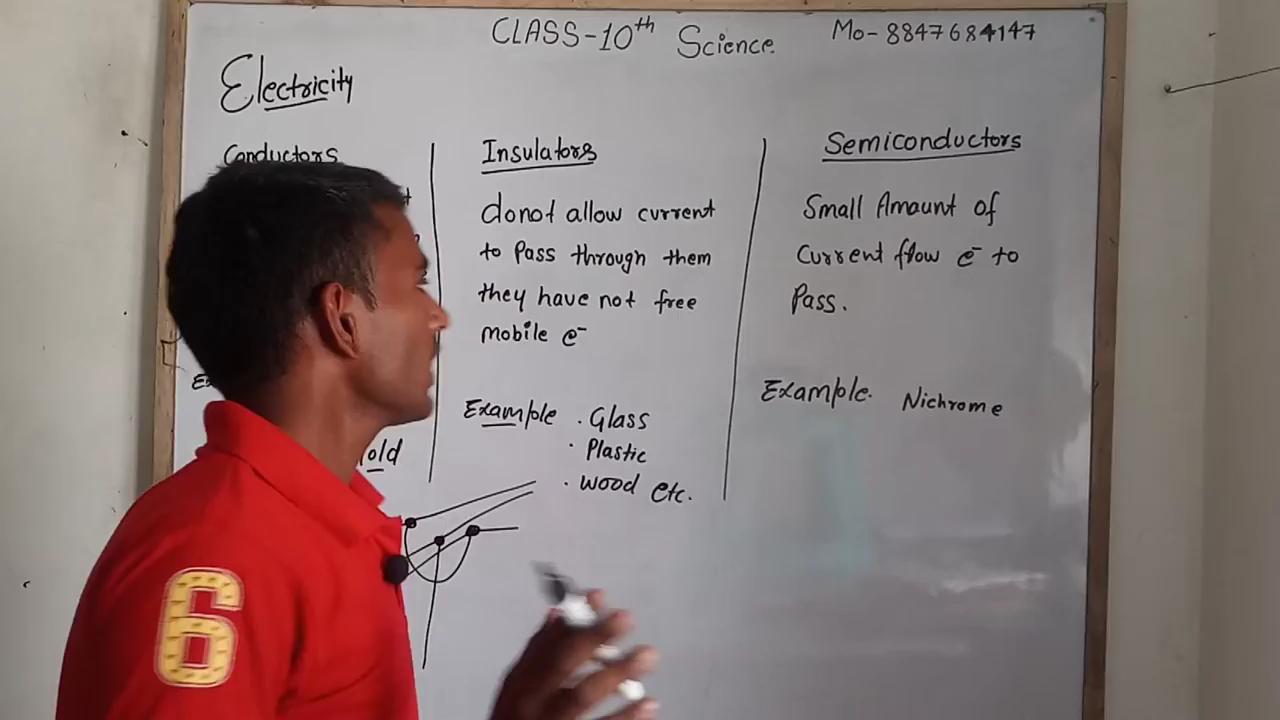 CLASS-10th Science
Mo-8847684147
Electricity
Conductors
old
Insulators
donot allow current
to Pass through them
they have not free
mobile e⁻
Example . Glass
. Plastic
. wood etc.
Semiconductors
Small Amount of
Current flow e⁻ to
Pass.
Example. Nichrome
6